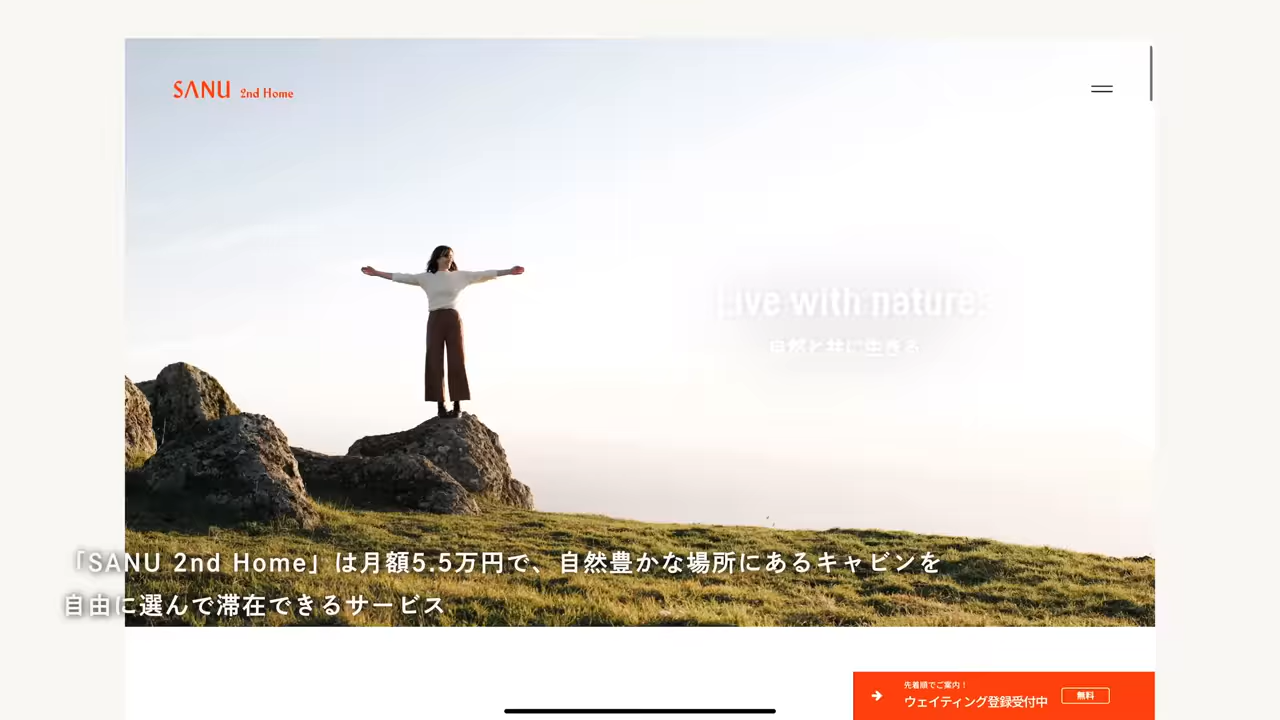 SANU 2nd Home
Live with nature.
自然と共に生きる
「SANU 2nd Home」は月額5.5万円で、自然豊かな場所にあるキャビンを
自由に選んで滞在できるサービス
先着順でご案内！
ウェイティング登録受付中
無料